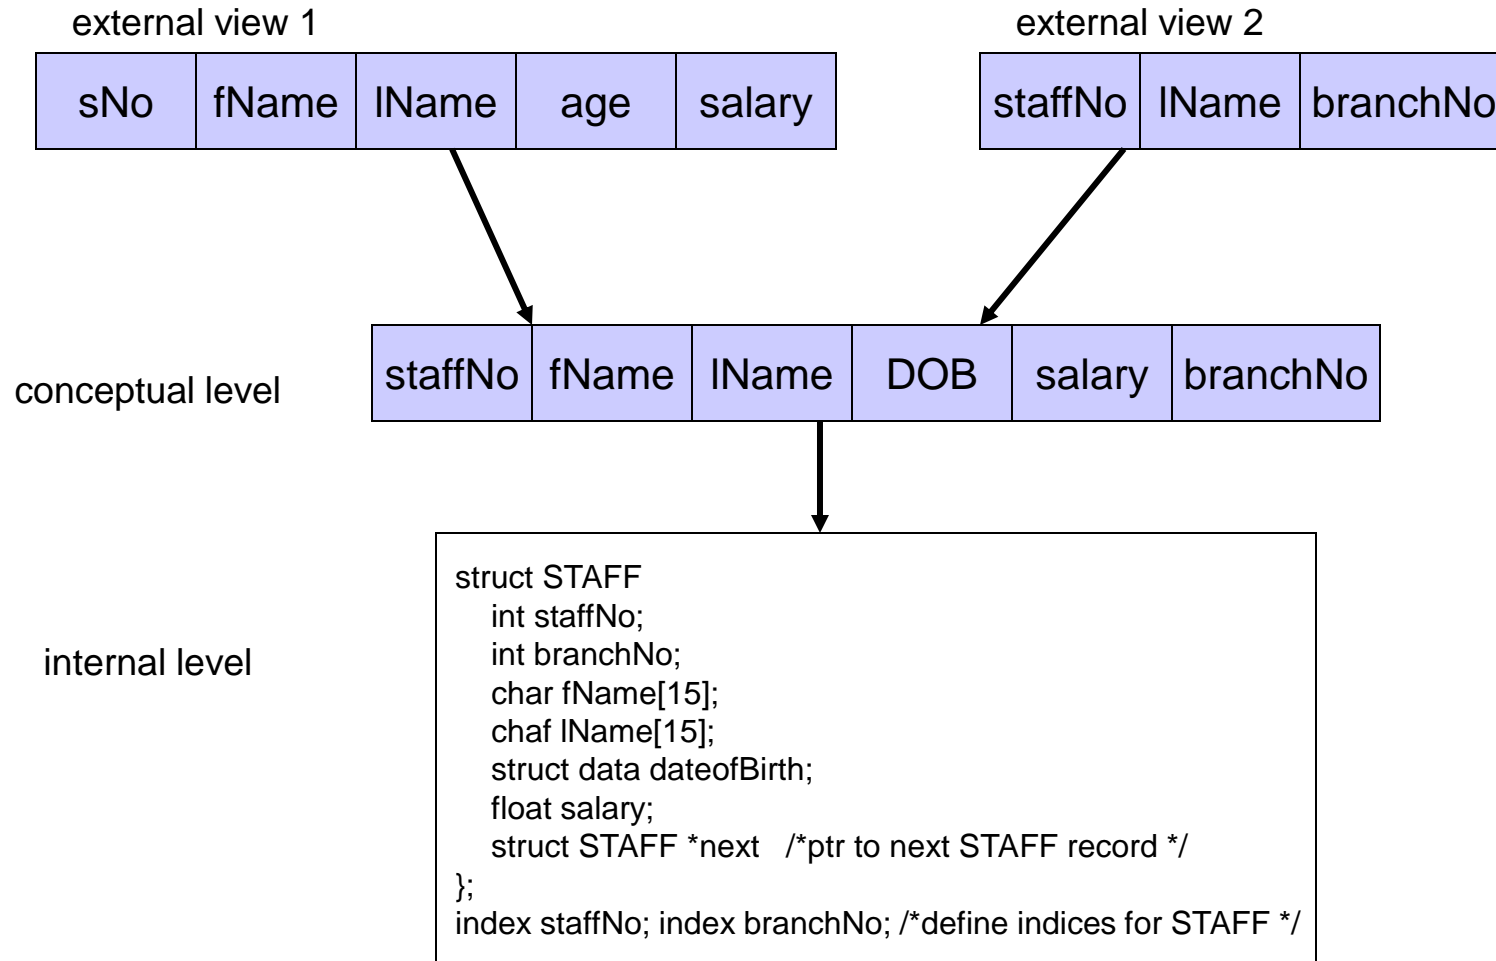 external view 1
external view 2
sNo fName lName age salary
staffNo lName branchNo
conceptual level
staffNo fName lName DOB salary branchNo
internal level
struct STAFF
int staffNo;
int branchNo;
char fName[15];
chaf lName[15];
struct data dateofBirth;
float salary;
struct STAFF *next /*ptr to next STAFF record */
};
index staffNo; index branchNo; /*define indices for STAFF */